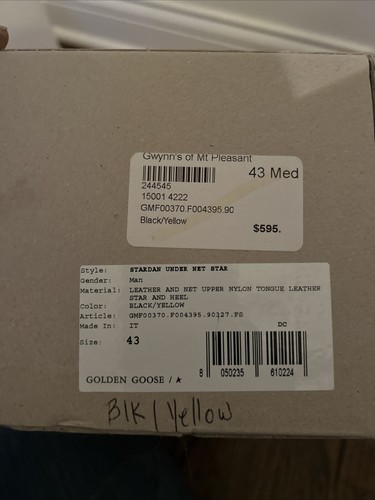 Gwynn's of Mt Pleasant
43 Med
244545
15001 4222
GMF00370.F004395.90
Black/Yellow
$595.
Style: STARDAN UNDER NET STAR
Gender: Man
Material: LEATHER AND NET UPPER NYLON TONGUE LEATHER
STAR AND HEEL
Color: BLACK/YELLOW
Article: GMF00370.F004395.90127.FS
Made In: IT
DC
Size: 43
8 050235 610224
GOLDEN GOOSE /
Blk / Yellow